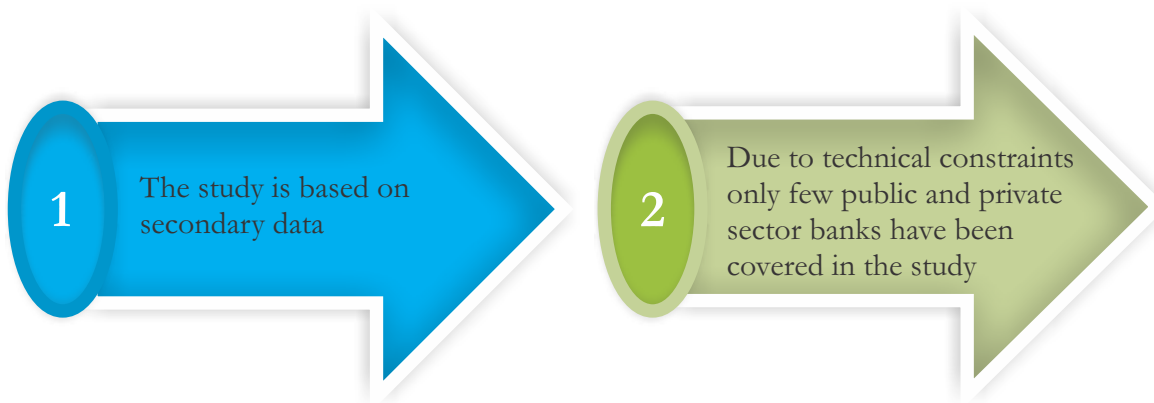 1
The study is based on
secondary data
2
Due to technical constraints
only few public and private
sector banks have been
covered in the study